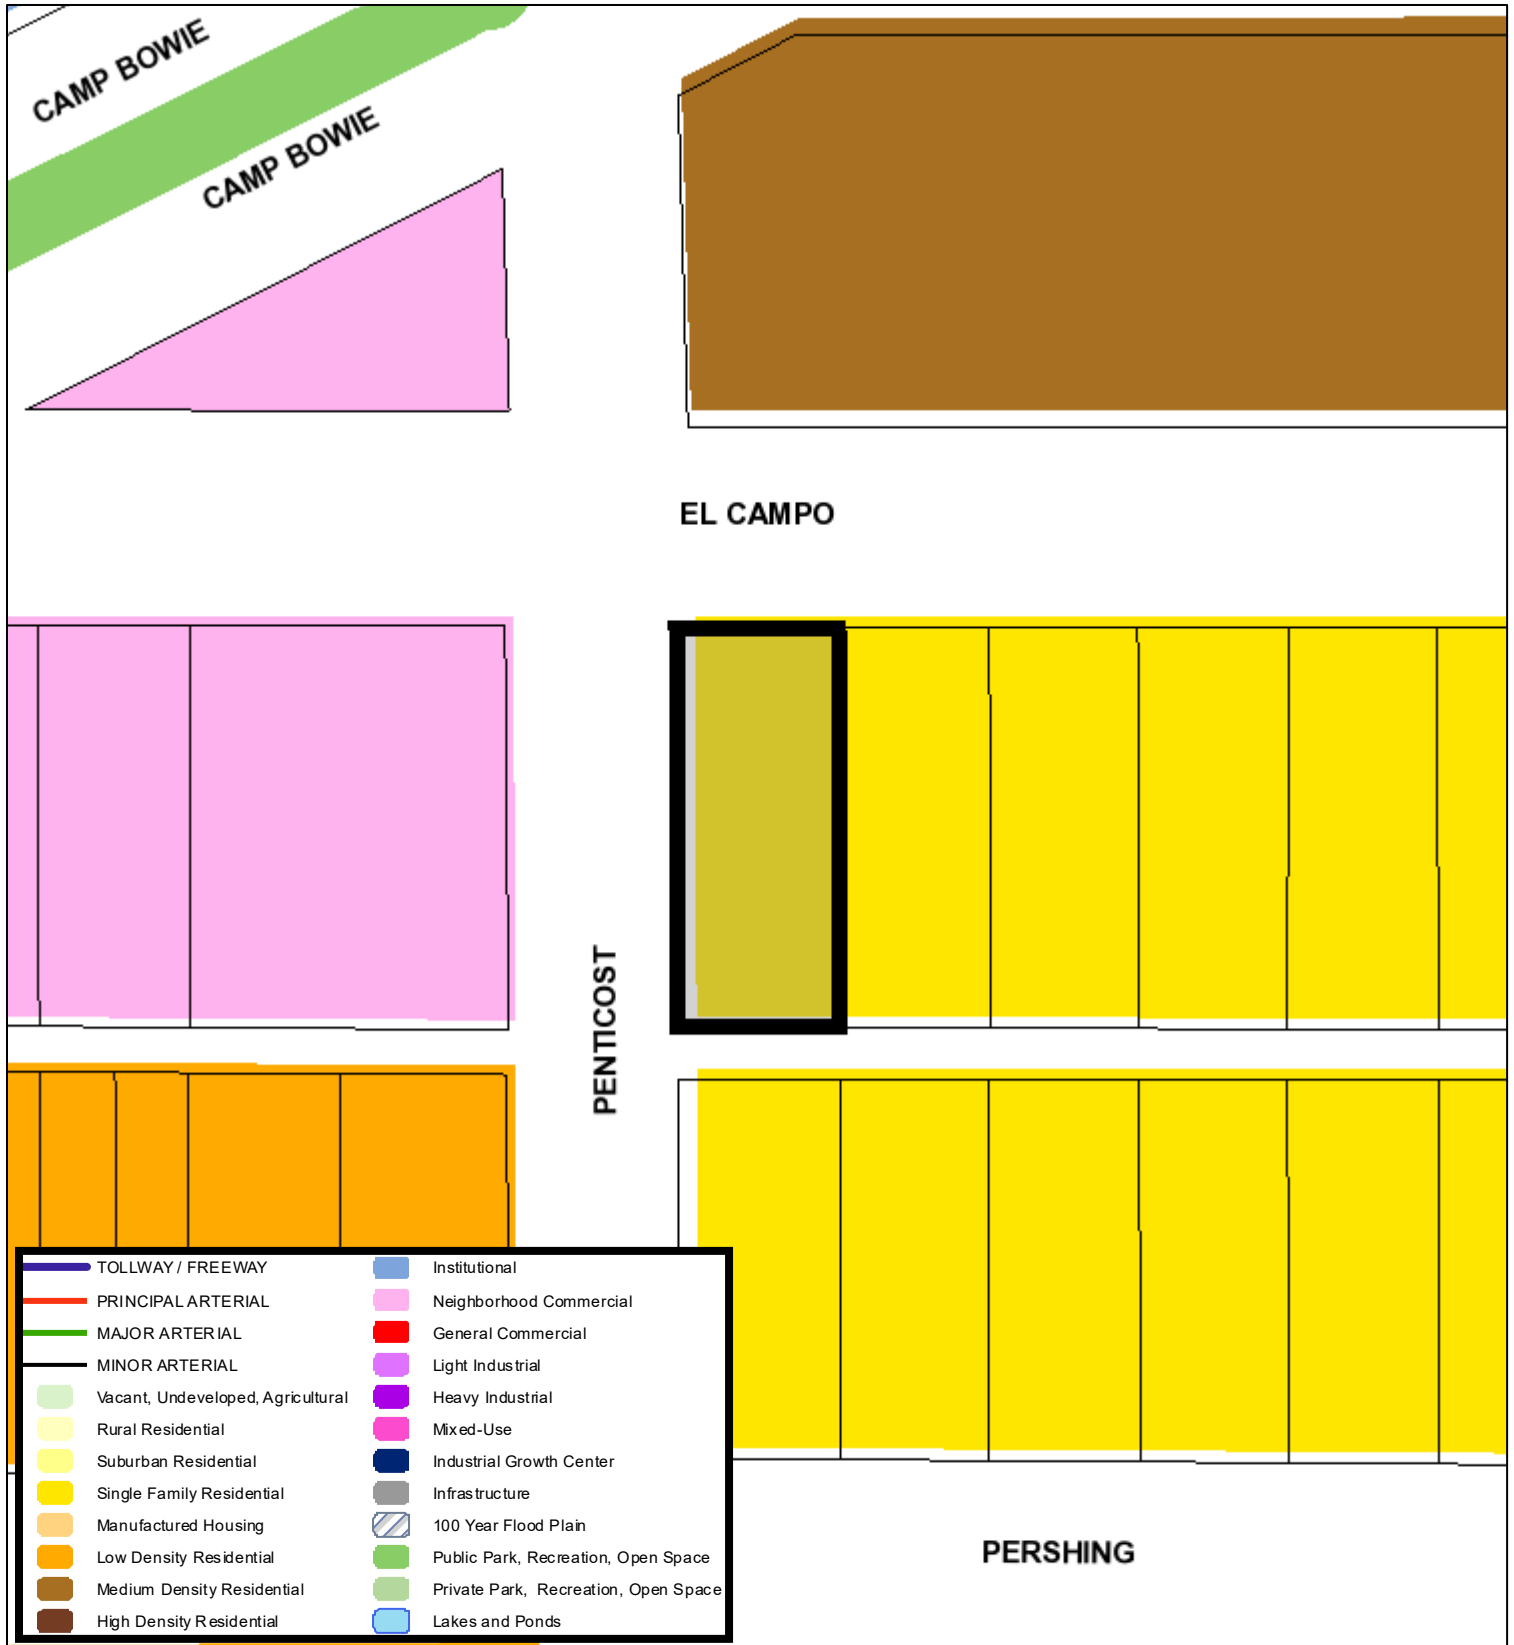 CAMP BOWIE
CAMP BOWIE
EL CAMPO
PENTICOST
TOLLWAY / FREEWAY
PRINCIPAL ARTERIAL
MAJOR ARTERIAL
MINOR ARTERIAL
Vacant, Undeveloped, Agricultural
Rural Residential
Suburban Residential
Single Family Residential
Manufactured Housing
Low Density Residential
Medium Density Residential
High Density Residential
Institutional
Neighborhood Commercial
General Commercial
Light Industrial
Heavy Industrial
Mixed-Use
Industrial Growth Center
Infrastructure
100 Year Flood Plain
Public Park, Recreation, Open Space
Private Park, Recreation, Open Space
Lakes and Ponds
PERSHING